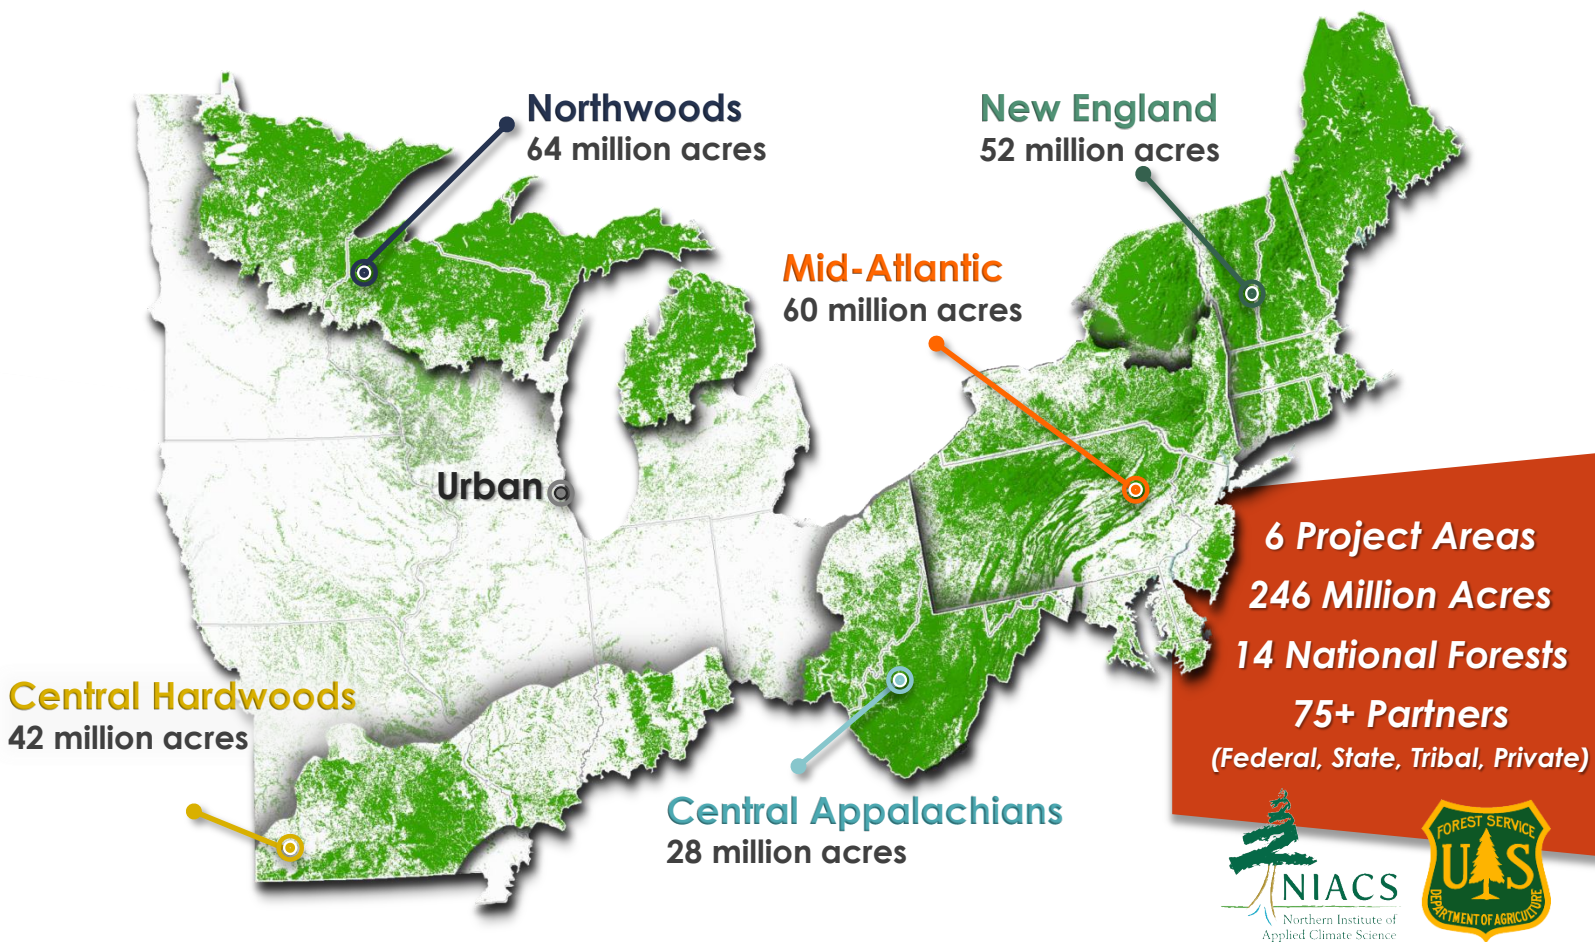 Northwoods
64 million acres
New England
52 million acres
Mid-Atlantic
60 million acres
Urban
6 Project Areas
246 Million Acres
14 National Forests
75+ Partners
(Federal, State, Tribal, Private)
Central Hardwoods
42 million acres
Central Appalachians
28 million acres
NIACS
Northern Institute of
Applied Climate Science
FOREST SERVICE
U S
DEPARTMENT OF AGRICULTURE